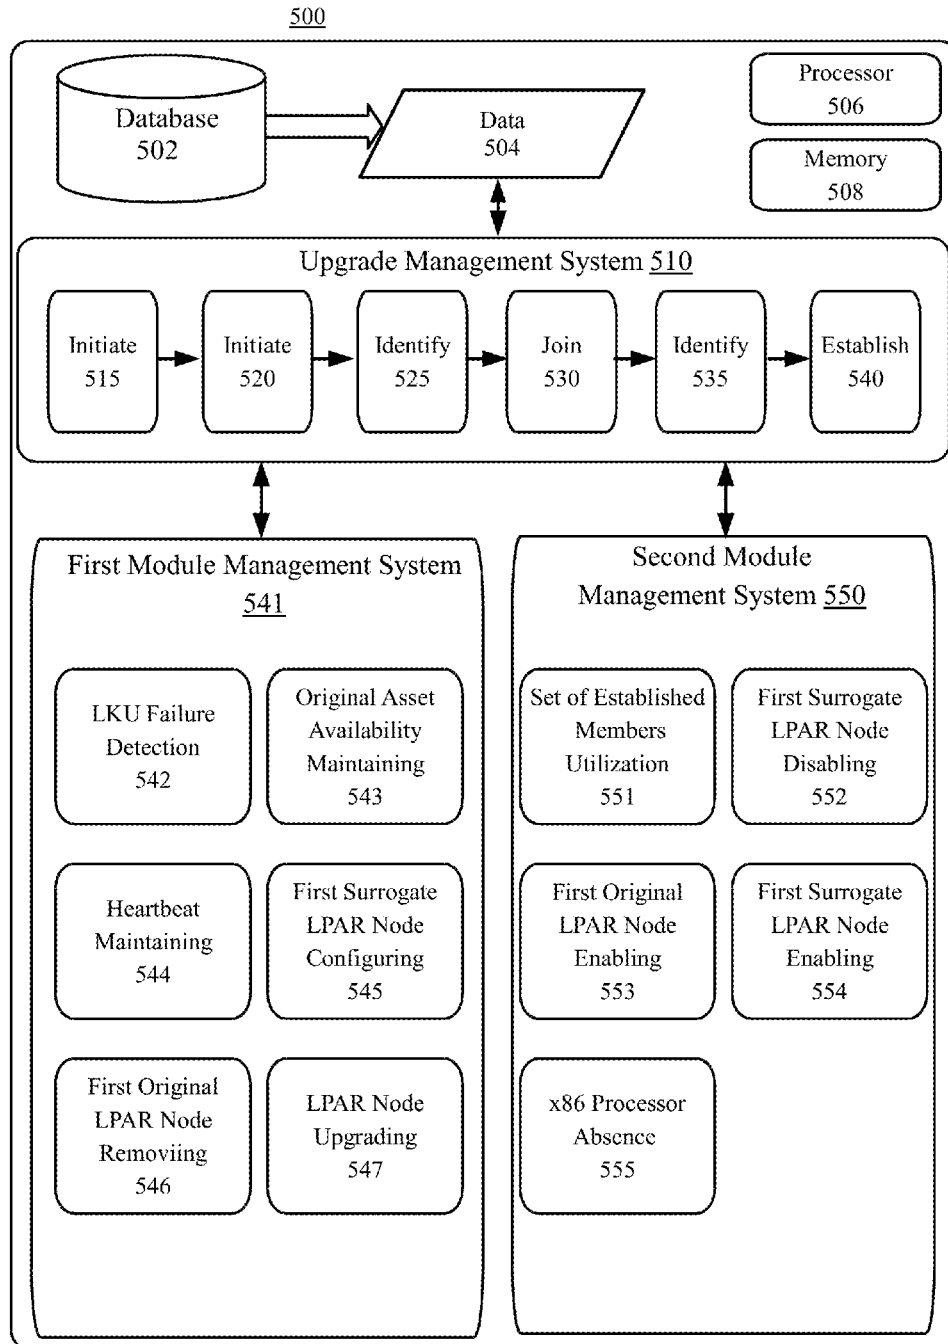 500
Database
502
Data
504
Processor
506
Memory
508
Upgrade Management System 510
Initiate
515
Initiate
520
Identify
525
Join
530
Identify
535
Establish
540
First Module Management System
541
LKU Failure
Detection
542
Original Asset
Availability
Maintaining
543
Heartbeat
Maintaining
544
First Surrogate
LPAR Node
Configuring
545
First Original
LPAR Node
Removiing
546
LPAR Node
Upgrading
547
Second Module
Management System 550
Set of Established
Members
Utilization
551
First Surrogate
LPAR Node
Disabling
552
First Original
LPAR Node
Enabling
553
First Surrogate
LPAR Node
Enabling
554
x86 Processor
Absence
555